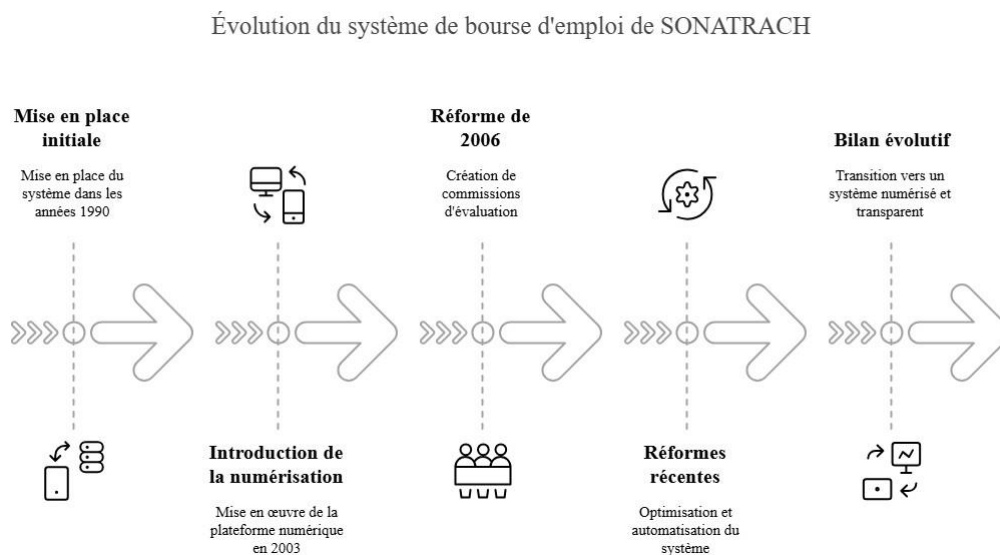 Évolution du système de bourse d'emploi de SONATRACH
Mise en place
initiale
Mise en place du
système dans les
années 1990
Introduction de
la numérisation
Mise en œuvre de la
plateforme numérique
en 2003
Réforme de
2006
Création de
commissions
d'évaluation
Réformes
récentes
Optimisation et
automatisation du
système
Bilan évolutif
Transition vers un
système numérisé et
transparent